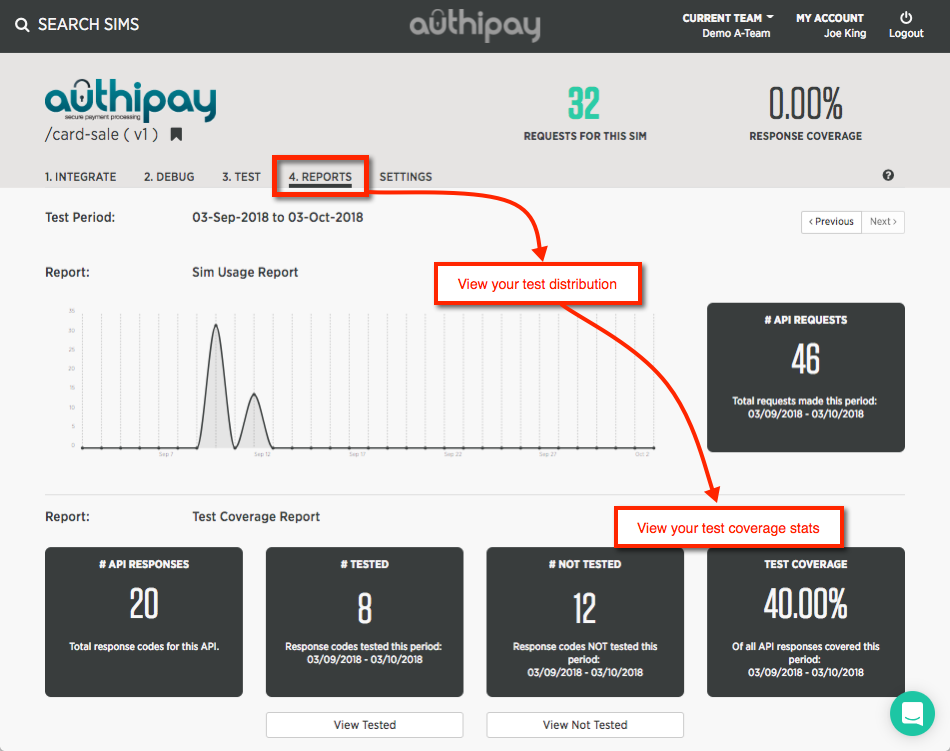 SEARCH SIMS
authipay
CURRENT TEAM
Demo A-Team
MY ACCOUNT
Joe King
Logout
authipay
secure payment processing
/card-sale ( v1 )
32
REQUESTS FOR THIS SIM
0.00%
RESPONSE COVERAGE
1. INTEGRATE
2. DEBUG
3. TEST
4. REPORTS
SETTINGS
?
Test Period:
03-Sep-2018 to 03-Oct-2018
‹ Previous
Next ›
Report:
Sim Usage Report
View your test distribution
35
30
25
20
15
10
5
0
Sep 7
Sep 12
Sep 17
Sep 22
Sep 27
Oct 2
# API REQUESTS
46
Total requests made this period:
03/09/2018 - 03/10/2018
Report:
Test Coverage Report
View your test coverage stats
# API RESPONSES
20
Total response codes for this API.
# TESTED
8
Response codes tested this period:
03/09/2018 - 03/10/2018
# NOT TESTED
12
Response codes NOT tested this
period:
03/09/2018 - 03/10/2018
TEST COVERAGE
40.00%
Of all API responses covered this
period:
03/09/2018 - 03/10/2018
View Tested
View Not Tested